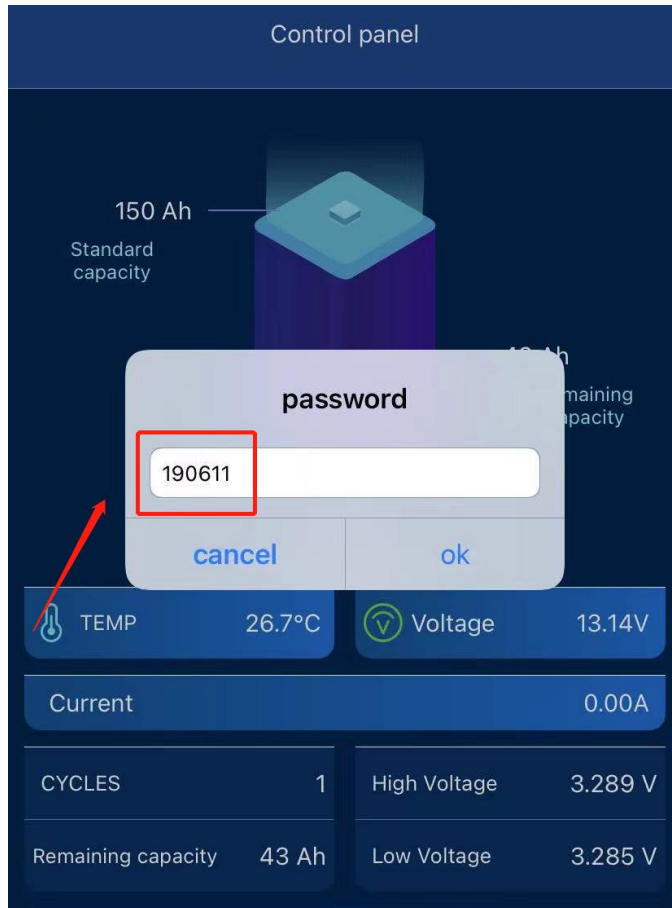 Control panel
150 Ah
Standard
capacity
password
190611
cancel
ok
TEMP
26.7°C
Voltage
13.14V
Current
0.00A
CYCLES
1
High Voltage
3.289 V
Remaining capacity
43 Ah
Low Voltage
3.285 V